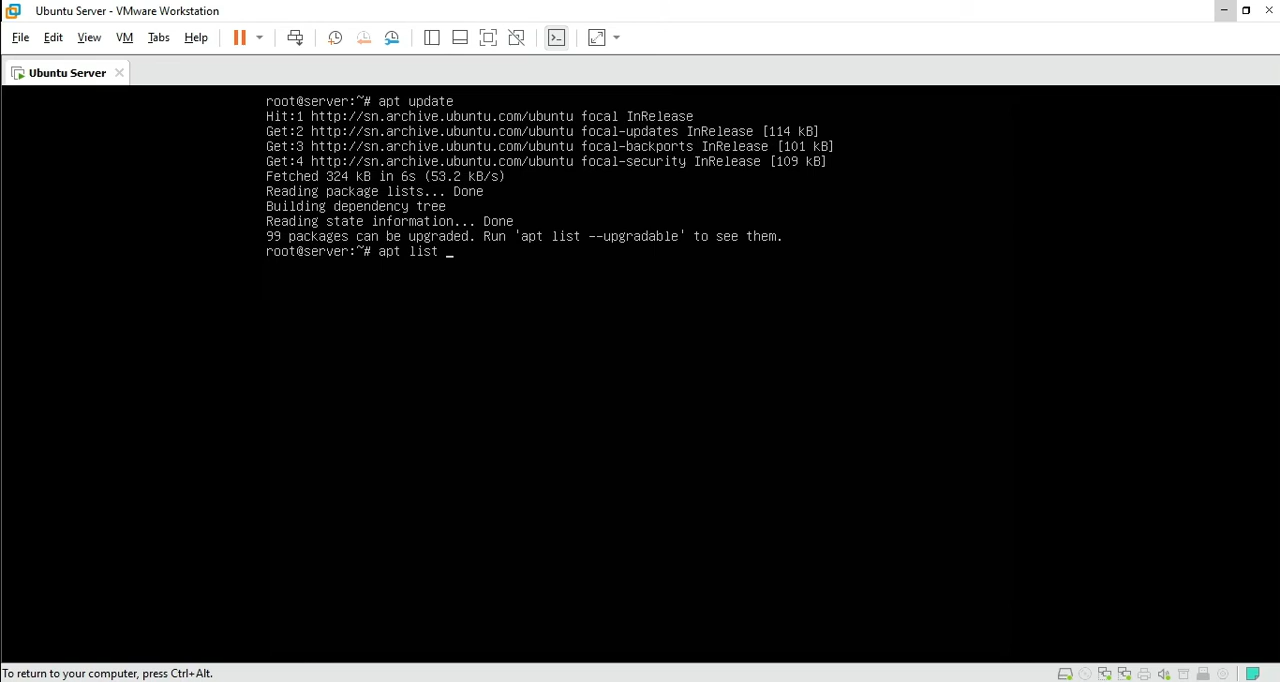 Ubuntu Server - VMware Workstation
File Edit View VM Tabs Help
Ubuntu Server
root@server:~# apt update
Hit:1 http://sn.archive.ubuntu.com/ubuntu focal InRelease
Get:2 http://sn.archive.ubuntu.com/ubuntu focal-updates InRelease [114 kB]
Get:3 http://sn.archive.ubuntu.com/ubuntu focal-backports InRelease [101 kB]
Get:4 http://sn.archive.ubuntu.com/ubuntu focal-security InRelease [109 kB]
Fetched 324 kB in 6s (53.2 kB/s)
Reading package lists... Done
Building dependency tree
Reading state information... Done
99 packages can be upgraded. Run 'apt list --upgradable' to see them.
root@server:~# apt list _
To return to your computer, press Ctrl+Alt.